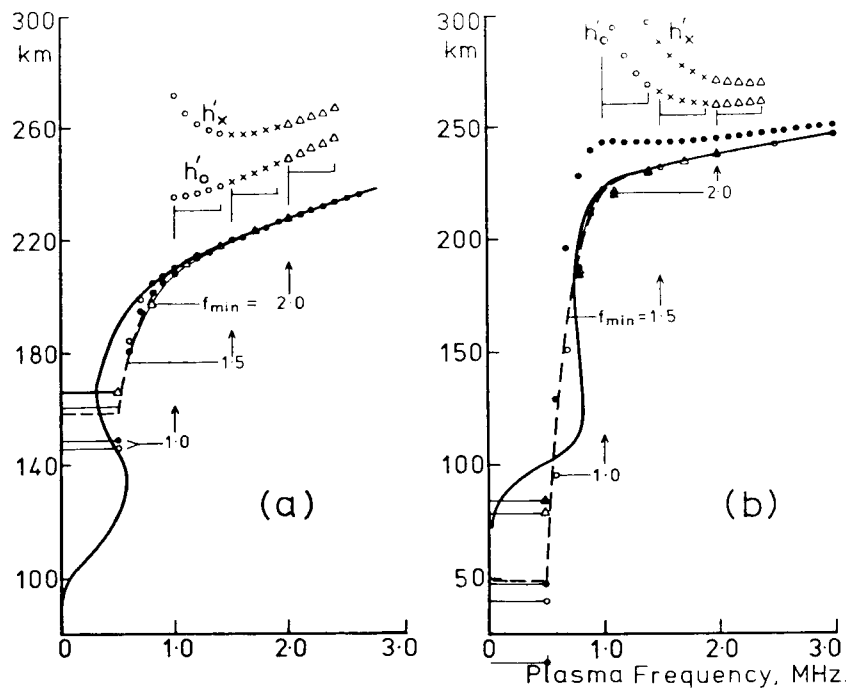 300
km
h'x
260
h'o
220
fmin = 2·0
1·5
180
1·0
140
(a)
100
0 1·0 2·0 3·0
b.
300
km
h'o h'x
250
2·0
200
fmin = 1·5
150
100
1·0
(b)
50
0 1·0 2·0 3·0
Plasma Frequency, MHz.